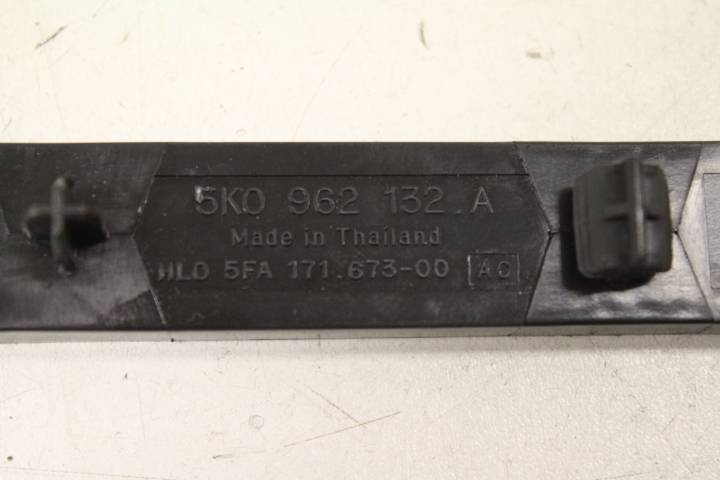 5K0 962 132.A
Made in Thailand
HLO 5FA 171.673-00 AC